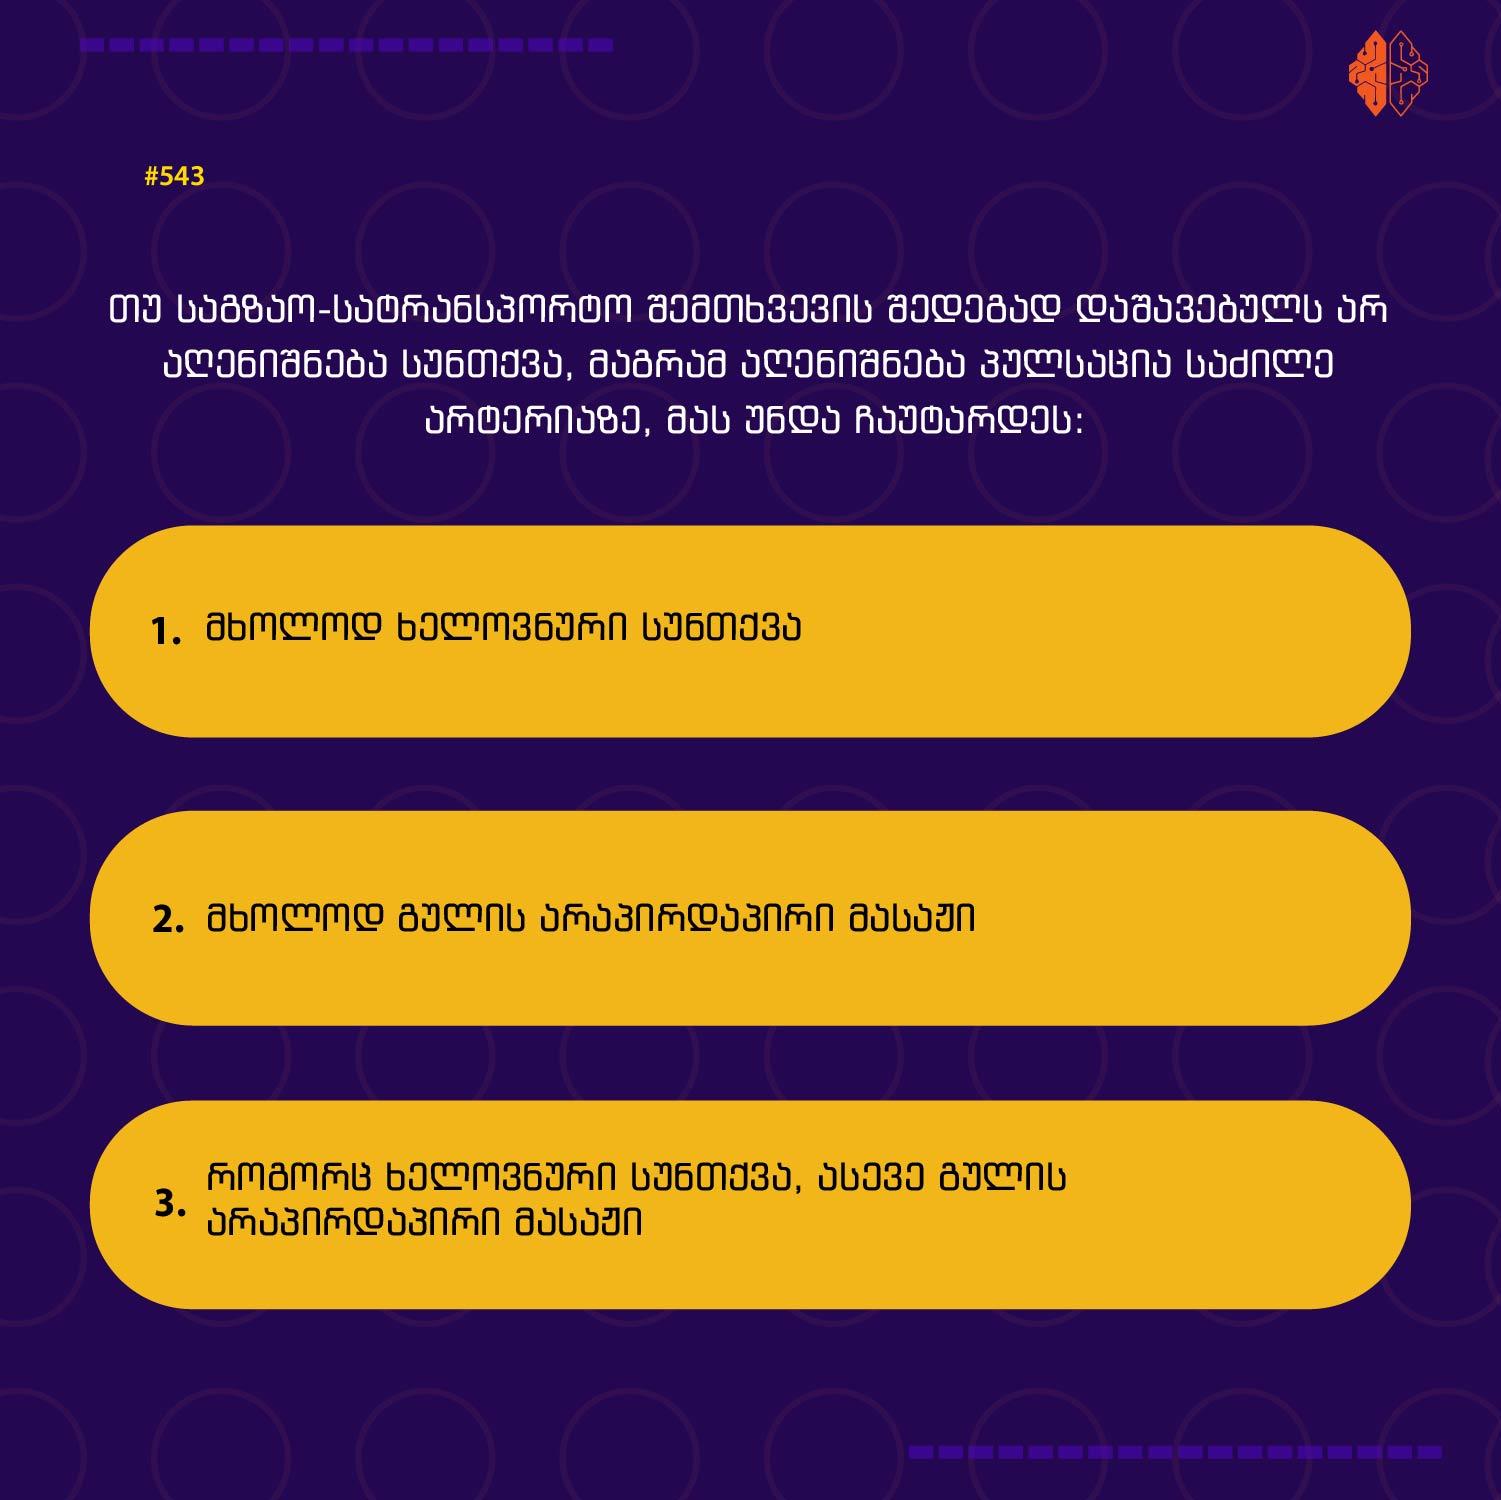 #543
თუ საგზაო-სატრანსპორტო შემთხვევის შედეგად დაშავებულს არ
აღენიშნება სუნთქვა, მაგრამ აღენიშნება პულსაცია საძილე
არტერიაზე, მას უნდა ჩაუტარდეს:
1. მხოლოდ ხელოვნური სუნთქვა
2. მხოლოდ გულის არაპირდაპირი მასაჟი
3. როგორც ხელოვნური სუნთქვა, ასევე გულის
არაპირდაპირი მასაჟი